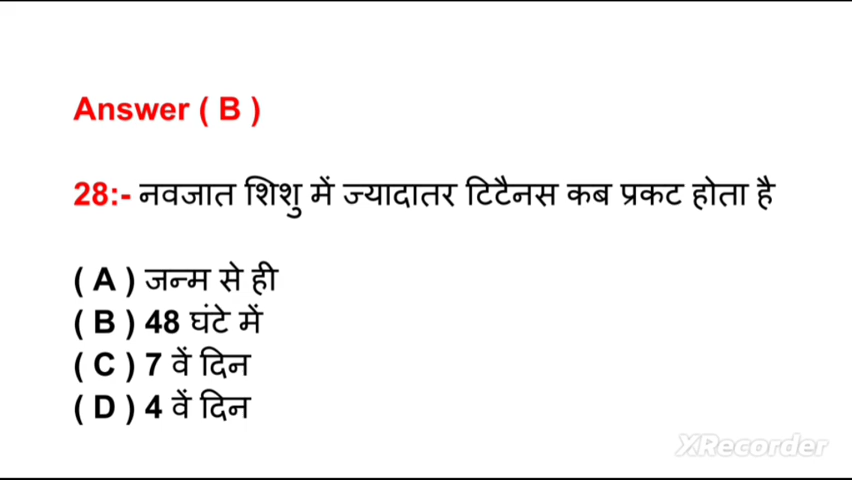 Answer ( B )
28:- नवजात शिशु में ज्यादातर टिटैनस कब प्रकट होता है
( A ) जन्म से ही
( B ) 48 घंटे में
( C ) 7 वें दिन
( D ) 4 वें दिन
XRecorder